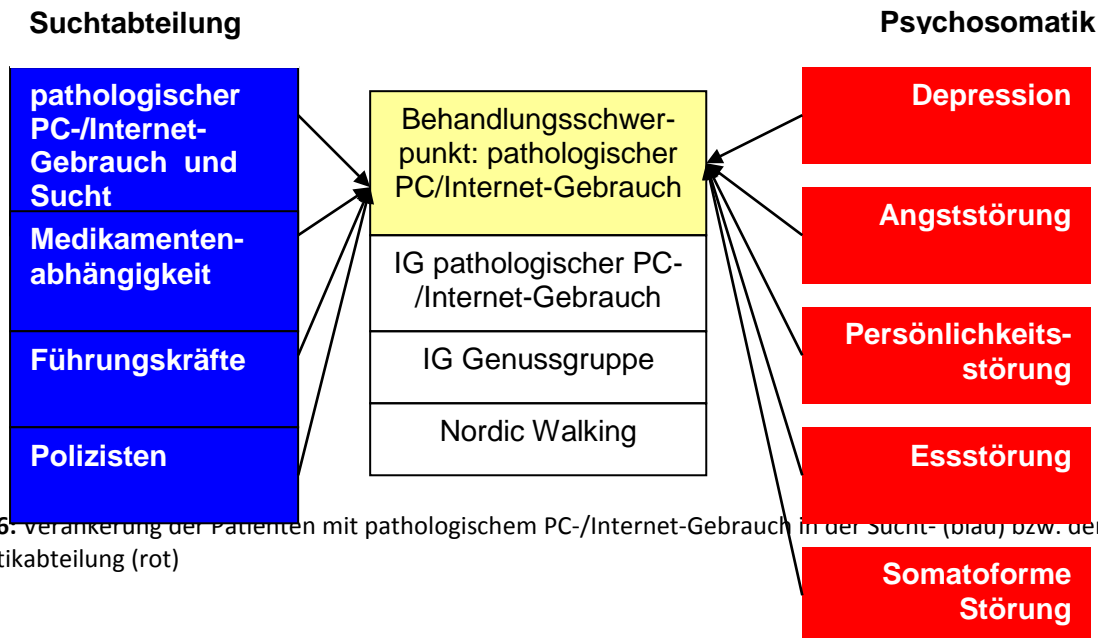 Suchtabteilung
Psychosomatik
pathologischer
PC-/Internet-
Gebrauch und
Sucht
Medikamenten-
abhängigkeit
Führungskräfte
Polizisten
Behandlungsschwer-
punkt: pathologischer
PC/Internet-Gebrauch
IG pathologischer PC-
/Internet-Gebrauch
IG Genussgruppe
Nordic Walking
Depression
Angststörung
Persönlichkeits-
störung
Essstörung
Somatoforme
Störung
6: Verankerung der Patienten mit pathologischem PC-/Internet-Gebrauch in der Sucht- (blau) bzw. der
tikabteilung (rot)